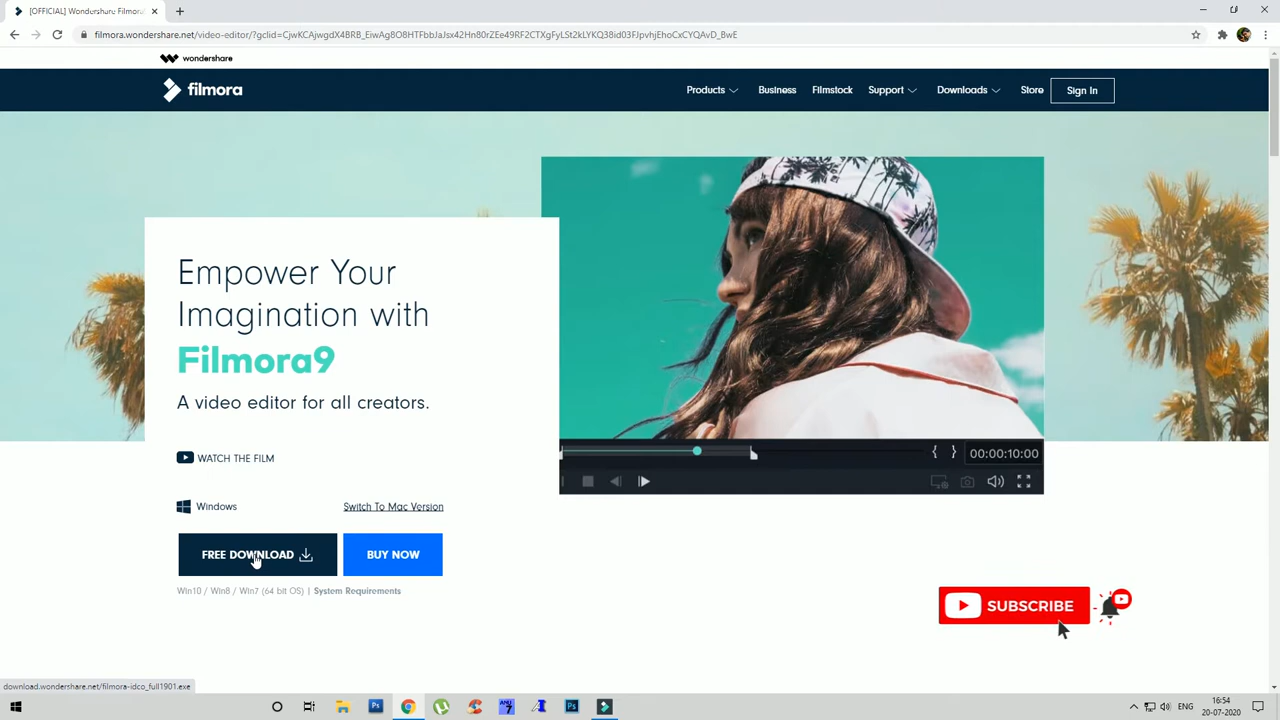 [OFFICIAL] Wondershare Filmora
filmora.wondershare.net/video-editor/?gclid=CjwKCAjwgdX4BRB_EiwAg8O8HTFbbJaJsx42Hn80rZEe49RF2CTXgFyLSt2kLYKQ38id03FJpvhjEhoCxCYQAvD_BwE
wondershare
filmora
Products
Business
Filmstock
Support
Downloads
Store
Sign In
Empower Your
Imagination with
Filmora9
A video editor for all creators.
WATCH THE FILM
Windows
Switch To Mac Version
FREE DOWNLOAD
BUY NOW
Win10 / Win8 / Win7 (64 bit OS) | System Requirements
{ } 00:00:10:00
SUBSCRIBE
download.wondershare.net/filmora-idco_full1901.exe
Ps
Ps
ENG
16:54
20-07-2020